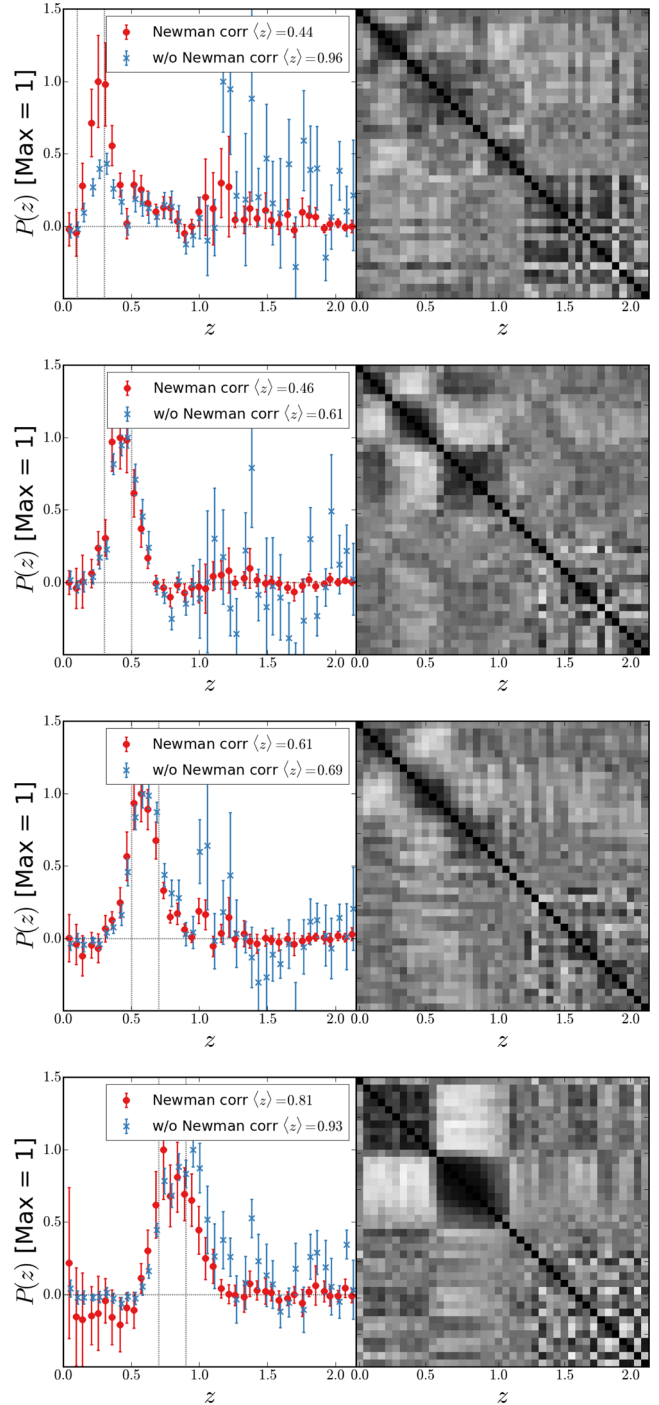 1.5
Newman corr ⟨z⟩=0.44
w/o Newman corr ⟨z⟩=0.96
1.0
P(z) [Max = 1]
0.5
0.0
0.0 0.5 1.0 1.5 2.0 0.0 0.5 1.0 1.5 2.0
z z
1.5
Newman corr ⟨z⟩=0.46
w/o Newman corr ⟨z⟩=0.61
1.0
P(z) [Max = 1]
0.5
0.0
0.0 0.5 1.0 1.5 2.0 0.0 0.5 1.0 1.5 2.0
z z
1.5
Newman corr ⟨z⟩=0.61
w/o Newman corr ⟨z⟩=0.69
1.0
P(z) [Max = 1]
0.5
0.0
0.0 0.5 1.0 1.5 2.0 0.0 0.5 1.0 1.5 2.0
z z
1.5
Newman corr ⟨z⟩=0.81
w/o Newman corr ⟨z⟩=0.93
1.0
P(z) [Max = 1]
0.5
0.0
0.0 0.5 1.0 1.5 2.0 0.0 0.5 1.0 1.5 2.0
z z